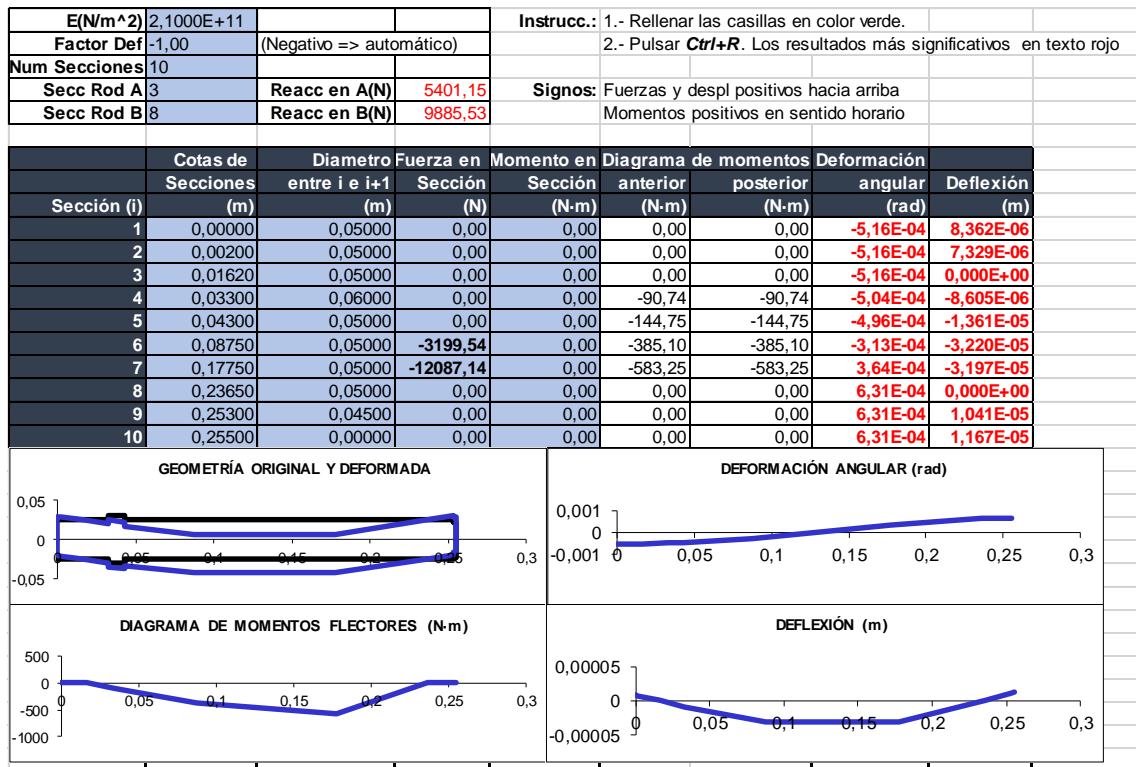 E(N/m^2) 2,1000E+11 Instrucc.: 1.- Rellenar las casillas en color verde.
Factor Def -1,00 (Negativo => automático) 2.- Pulsar Ctrl+R. Los resultados más significativos en texto rojo
Num Secciones 10
Secc Rod A 3 Reacc en A(N) 5401,15 Signos: Fuerzas y despl positivos hacia arriba
Secc Rod B 8 Reacc en B(N) 9885,53 Momentos positivos en sentido horario
Cotas de Diametro Fuerza en Momento en Diagrama de momentos Deformación
Secciones entre i e i+1 Sección Sección anterior posterior angular Deflexión
Sección (i) (m) (m) (N) (N·m) (N·m) (N·m) (rad) (m)
1 0,00000 0,05000 0,00 0,00 0,00 0,00 -5,16E-04 8,362E-06
2 0,00200 0,05000 0,00 0,00 0,00 0,00 -5,16E-04 7,329E-06
3 0,01620 0,05000 0,00 0,00 0,00 0,00 -5,16E-04 0,000E+00
4 0,03300 0,06000 0,00 0,00 -90,74 -90,74 -5,04E-04 -8,605E-06
5 0,04300 0,05000 0,00 0,00 -144,75 -144,75 -4,96E-04 -1,361E-05
6 0,08750 0,05000 -3199,54 0,00 -385,10 -385,10 -3,13E-04 -3,220E-05
7 0,17750 0,05000 -12087,14 0,00 -583,25 -583,25 3,64E-04 -3,197E-05
8 0,23650 0,05000 0,00 0,00 0,00 0,00 6,31E-04 0,000E+00
9 0,25300 0,04500 0,00 0,00 0,00 0,00 6,31E-04 1,041E-05
10 0,25500 0,00000 0,00 0,00 0,00 0,00 6,31E-04 1,167E-05
GEOMETRÍA ORIGINAL Y DEFORMADA
0,05
0
-0,05
0 0,05 0,1 0,15 0,2 0,25 0,3
DEFORMACIÓN ANGULAR (rad)
0,001
0
-0,001
0 0,05 0,1 0,15 0,2 0,25 0,3
DIAGRAMA DE MOMENTOS FLECTORES (N·m)
500
0
-500
-1000
0 0,05 0,1 0,15 0,2 0,25 0,3
DEFLEXIÓN (m)
0,00005
0
-0,00005
0 0,05 0,1 0,15 0,2 0,25 0,3